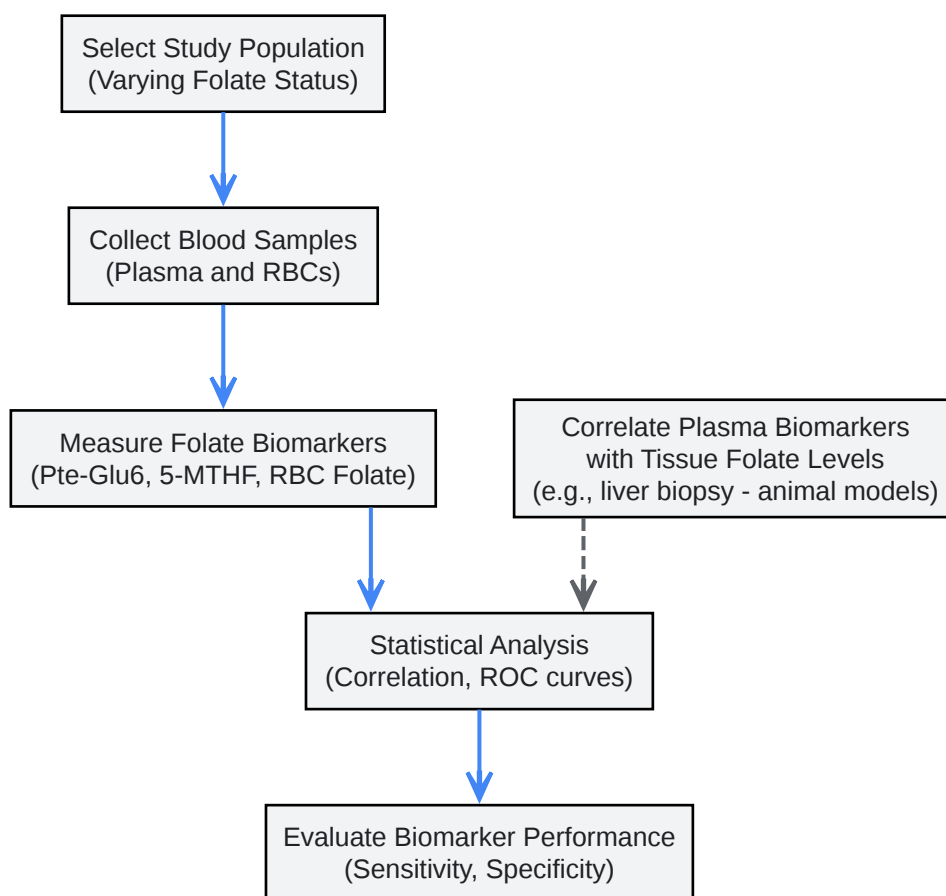 Select Study Population
(Varying Folate Status)
Collect Blood Samples
(Plasma and RBCs)
Measure Folate Biomarkers
(Pte-Glu6, 5-MTHF, RBC Folate)
Correlate Plasma Biomarkers
with Tissue Folate Levels
(e.g., liver biopsy - animal models)
Statistical Analysis
(Correlation, ROC curves)
Evaluate Biomarker Performance
(Sensitivity, Specificity)